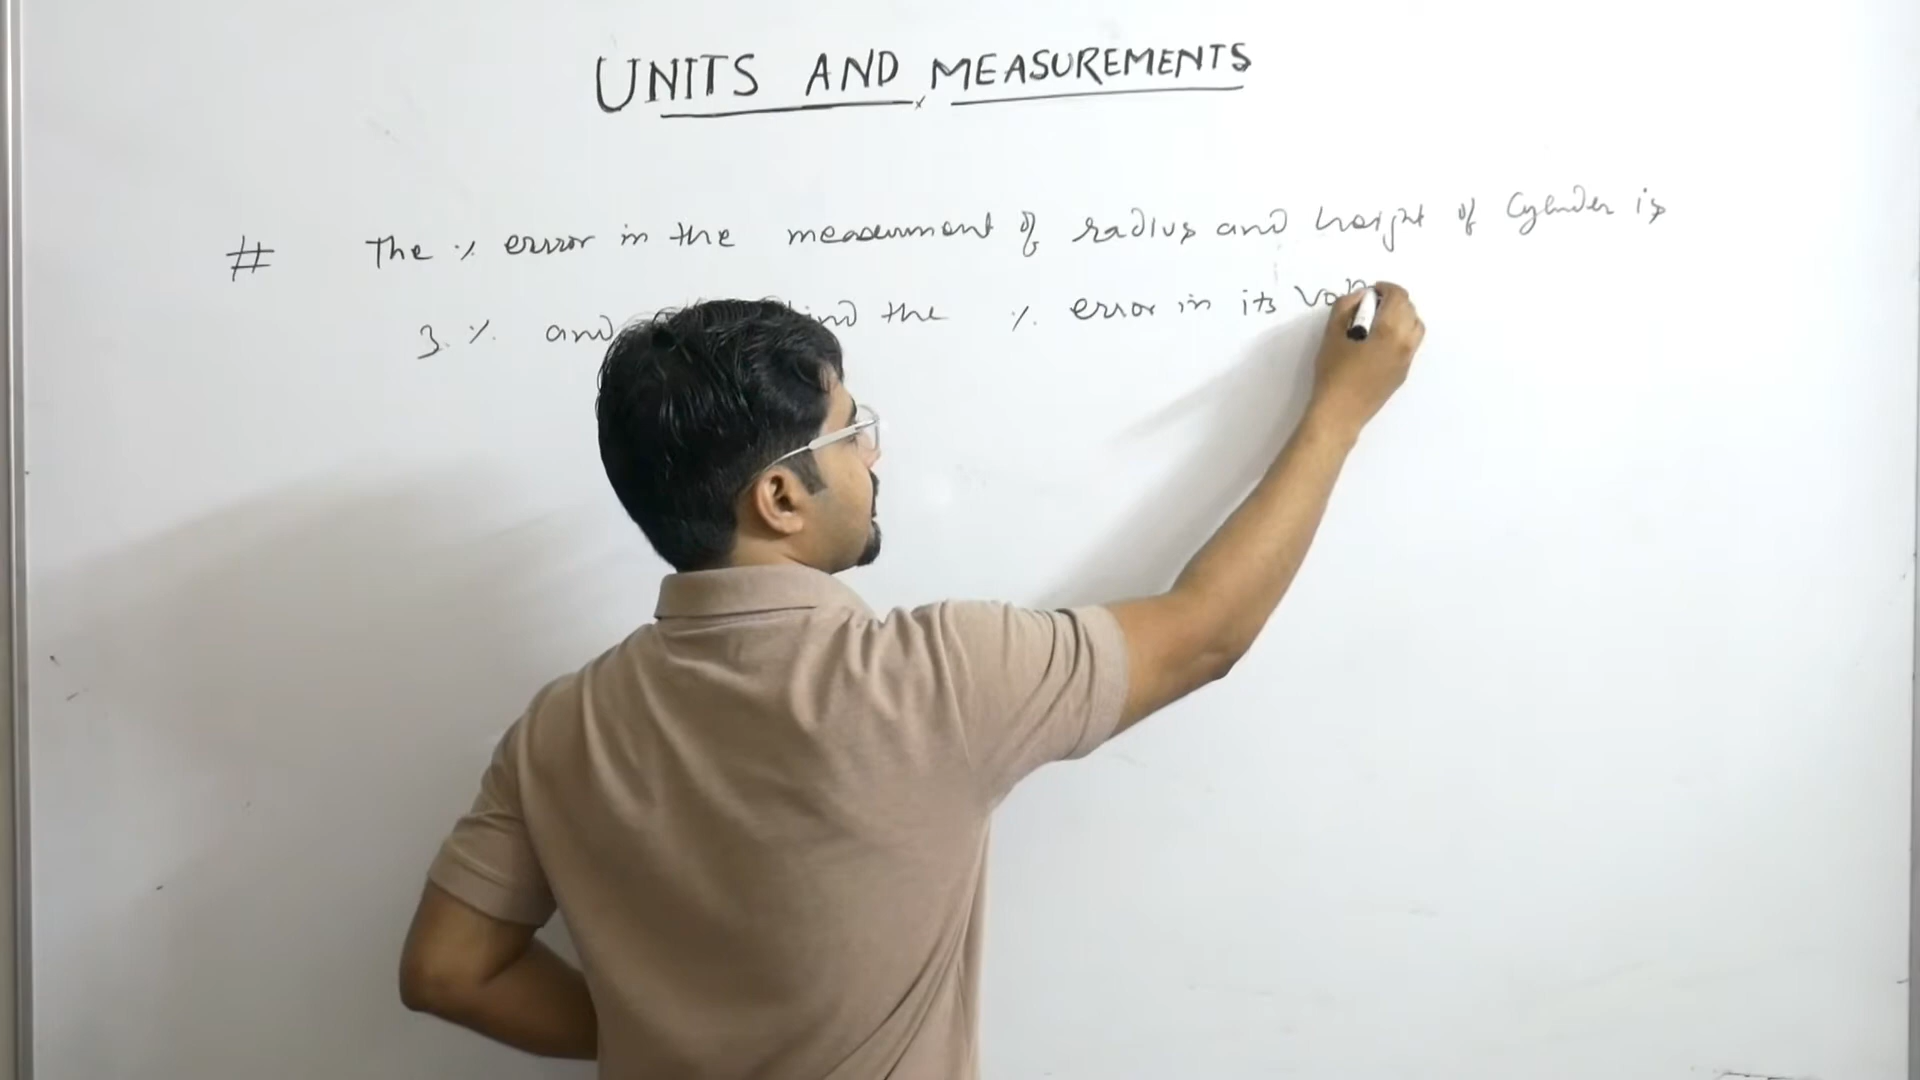 UNITS AND MEASUREMENTS
# The % error in the measurment of radius and height of Cylinder is
3 % and the % error in its